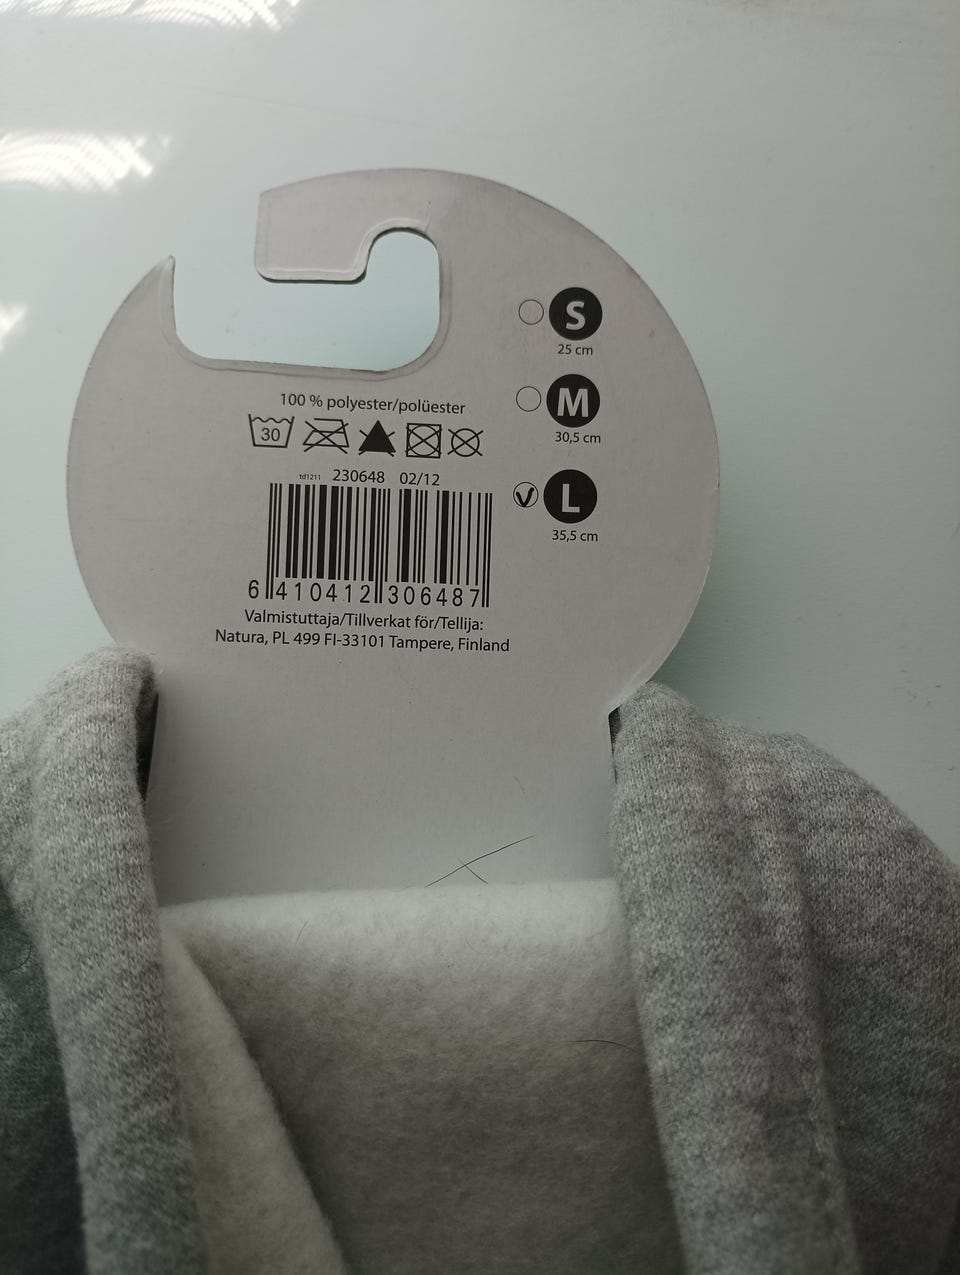 S
25 cm
M
30,5 cm
L
35,5 cm
100 % polyester/polüester
30
td1211 230648 02/12
6 410412 306487
Valmistuttaja/Tillverkat för/Tellija:
Natura, PL 499 FI-33101 Tampere, Finland